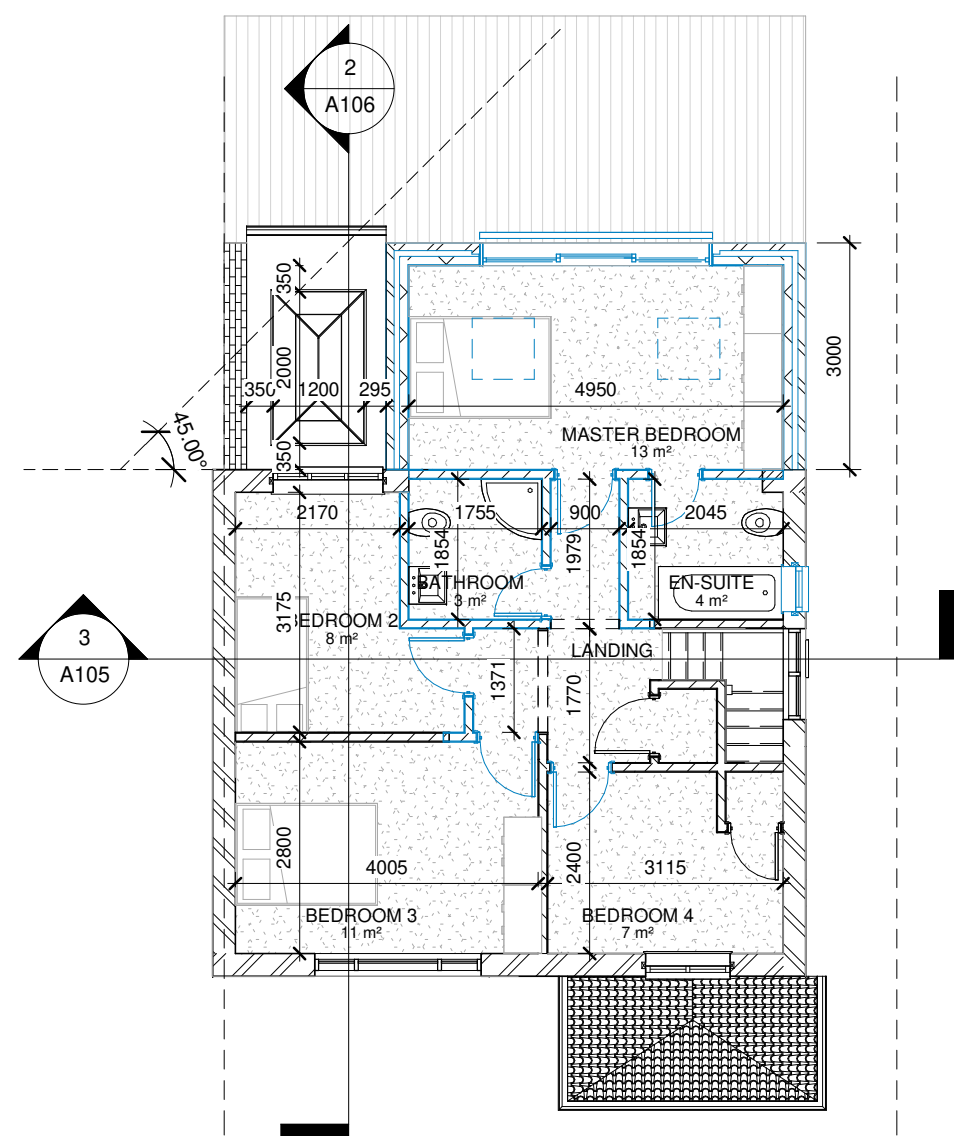 2
A106
350
2000
350
1200
295
350
4950
3000
45.00°
MASTER BEDROOM
13 m²
2170
1755
900
2045
1854
1979
1854
BATHROOM
3 m²
EN-SUITE
4 m²
3175
BEDROOM 2
8 m²
3
A105
LANDING
1371
1770
2800
4005
2400
3115
BEDROOM 3
11 m²
BEDROOM 4
7 m²